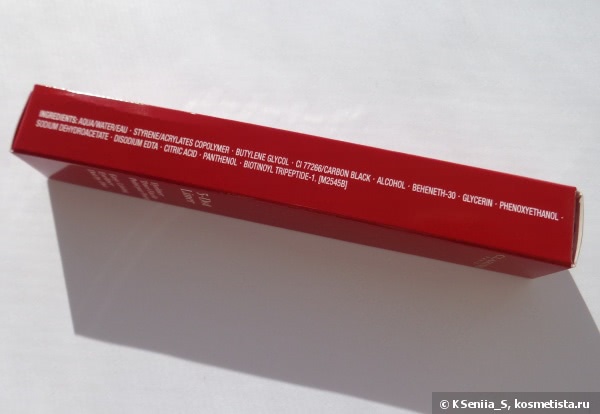 INGREDIENTS: AQUA/WATER/EAU · STYRENE/ACRYLATES COPOLYMER · BUTYLENE GLYCOL · CI 77266/CARBON BLACK · ALCOHOL · BEHENETH-30 · GLYCERIN · PHENOXYETHANOL ·
SODIUM DEHYDROACETATE · DISODIUM EDTA · CITRIC ACID · PANTHENOL · BIOTINOYL TRIPEPTIDE-1. [M2545B]
© KSeniia_S, kosmetista.ru